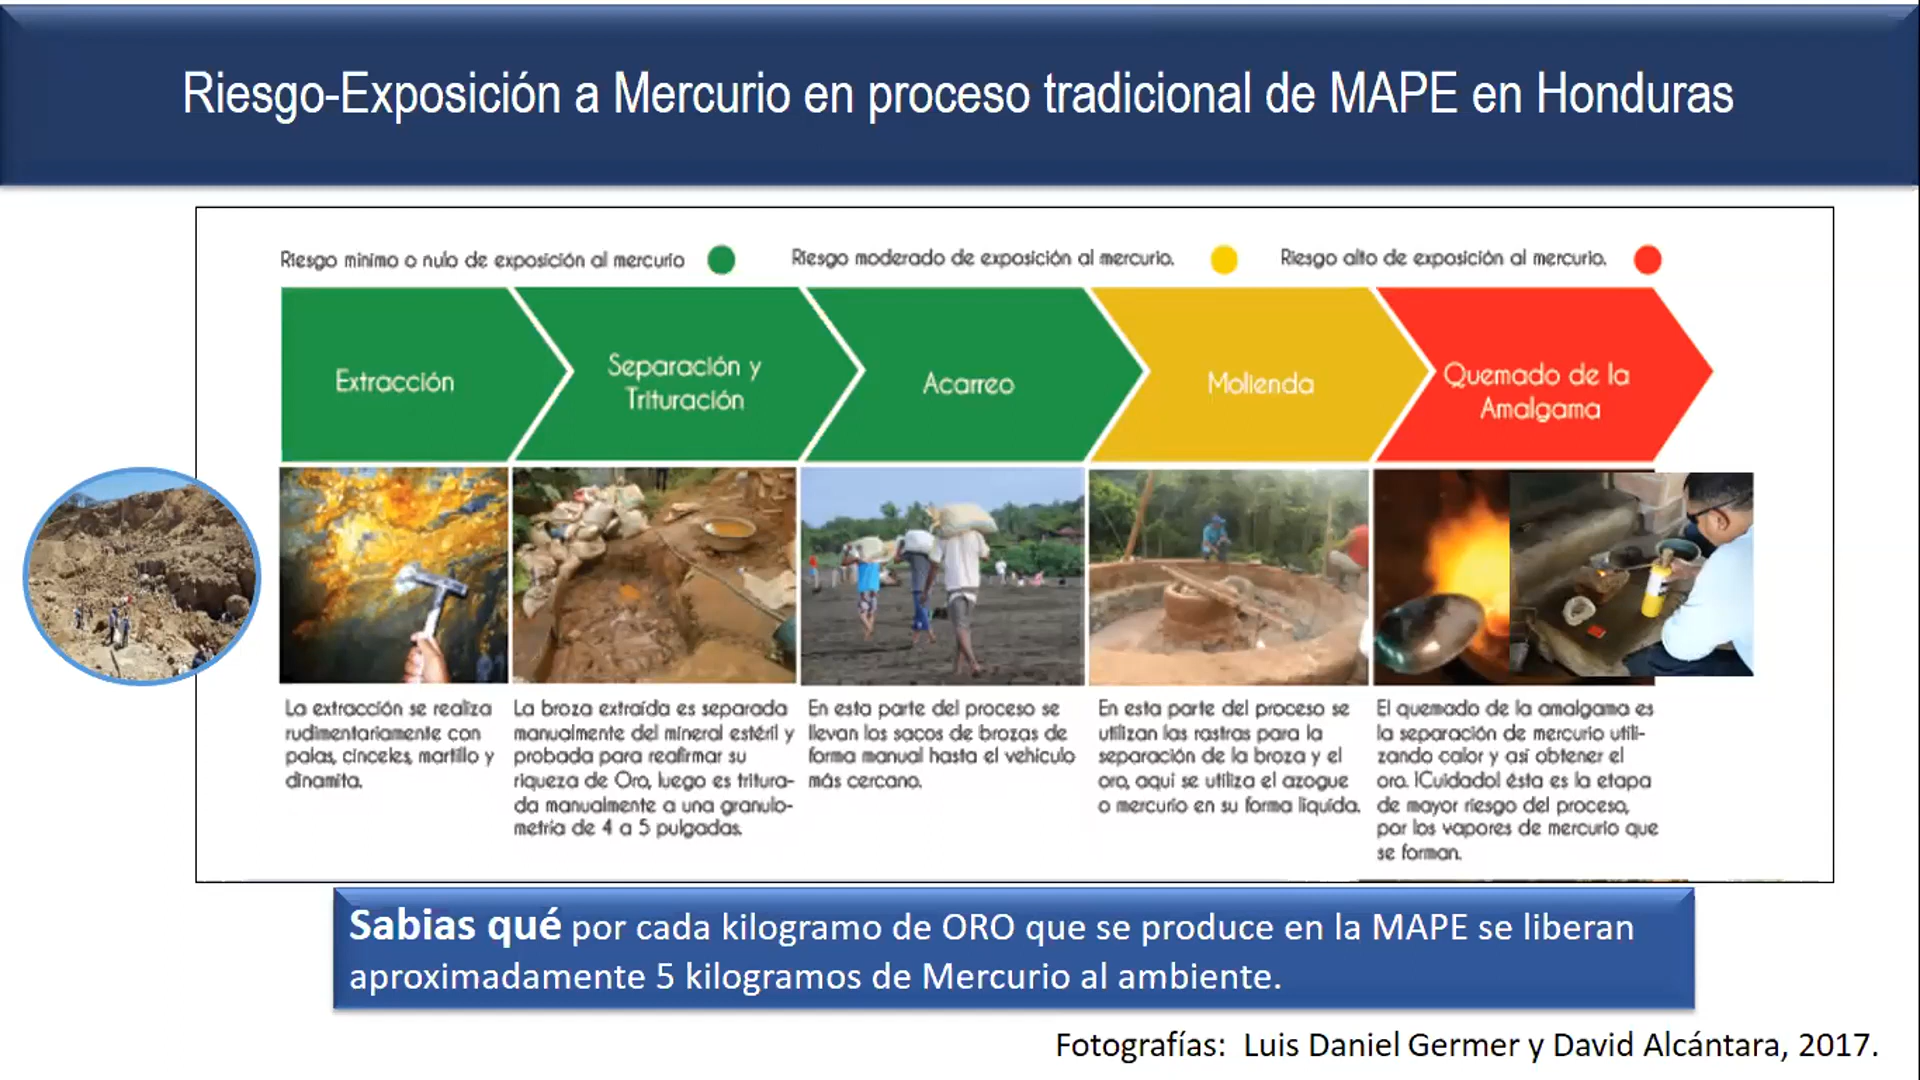 Riesgo-Exposición a Mercurio en proceso tradicional de MAPE en Honduras
Riesgo mínimo o nulo de exposición al mercurio
Riesgo moderado de exposición al mercurio.
Riesgo alto de exposición al mercurio.
Extracción
Separación y
Trituración
Acarreo
Molienda
Quemado de la
Amalgama
La extracción se realiza
rudimentariamente con
palas, cinceles, martillo y
dinamita.
La broza extraída es separada
manualmente del mineral estéril y
probada para reafirmar su
riqueza de Oro, luego es tritura-
da manualmente a una granulo-
metría de 4 a 5 pulgadas.
En esta parte del proceso se
llevan los sacos de brozas de
forma manual hasta el vehículo
más cercano.
En esta parte del proceso se
utilizan las rastras para la
separación de la broza y el
oro, aquí se utiliza el azogue
o mercurio en su forma líquida.
El quemado de la amalgama es
la separación de mercurio utili-
zando calor y así obtener el
oro. !Cuidado! ésta es la etapa
de mayor riesgo del proceso,
por los vapores de mercurio que
se forman.
Sabias qué por cada kilogramo de ORO que se produce en la MAPE se liberan
aproximadamente 5 kilogramos de Mercurio al ambiente.
Fotografías: Luis Daniel Germer y David Alcántara, 2017.